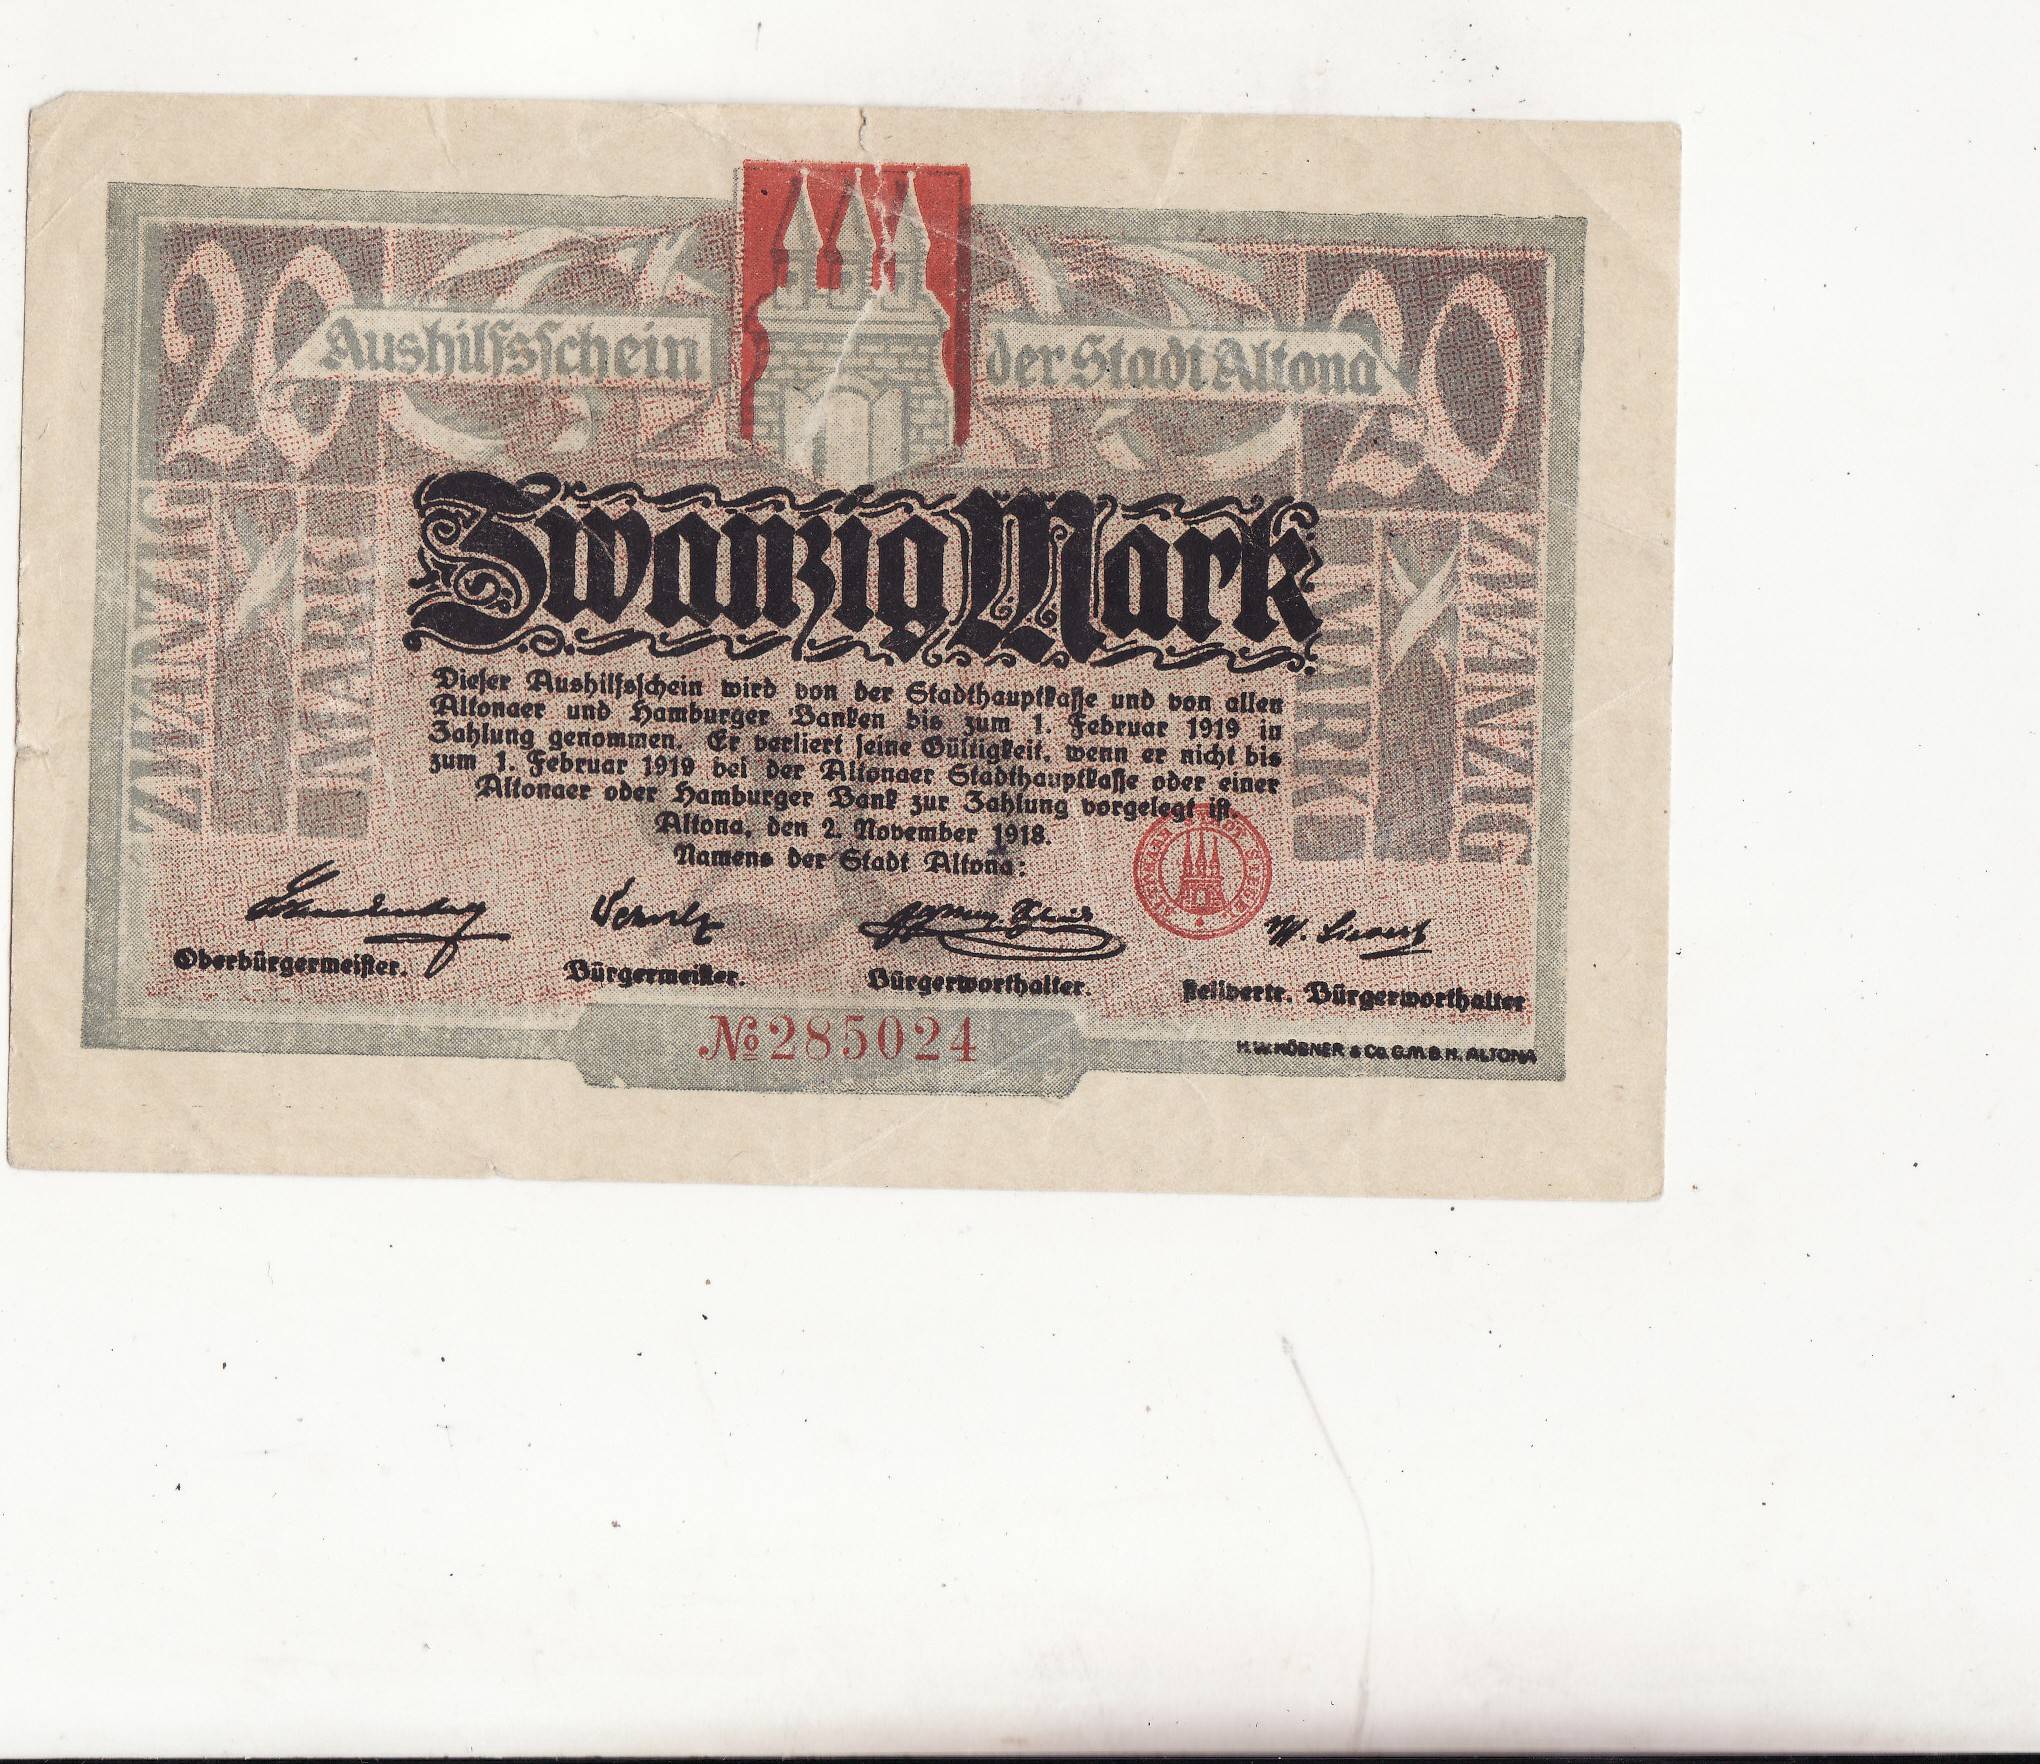 20 20
Aushilfsschein der Stadt Altona
ZWANZIG MARK
MARK ZWANZIG
Zwanzig Mark
Dieser Aushilfsschein wird von der Stadthauptkasse und von allen
Altonaer und Hamburger Banken bis zum 1. Februar 1919 in
Zahlung genommen. Er verliert seine Gültigkeit, wenn er nicht bis
zum 1. Februar 1919 bei der Altonaer Stadthauptkasse oder einer
Altonaer oder Hamburger Bank zur Zahlung vorgelegt ist.
Altona, den 2. November 1918.
Namens der Stadt Altona:
Oberbürgermeister. Bürgermeister. Bürgerworthalter. stellvertr. Bürgerworthalter
№ 285024
H.W. KÖBNER & Co. G.M.B.H. ALTONA